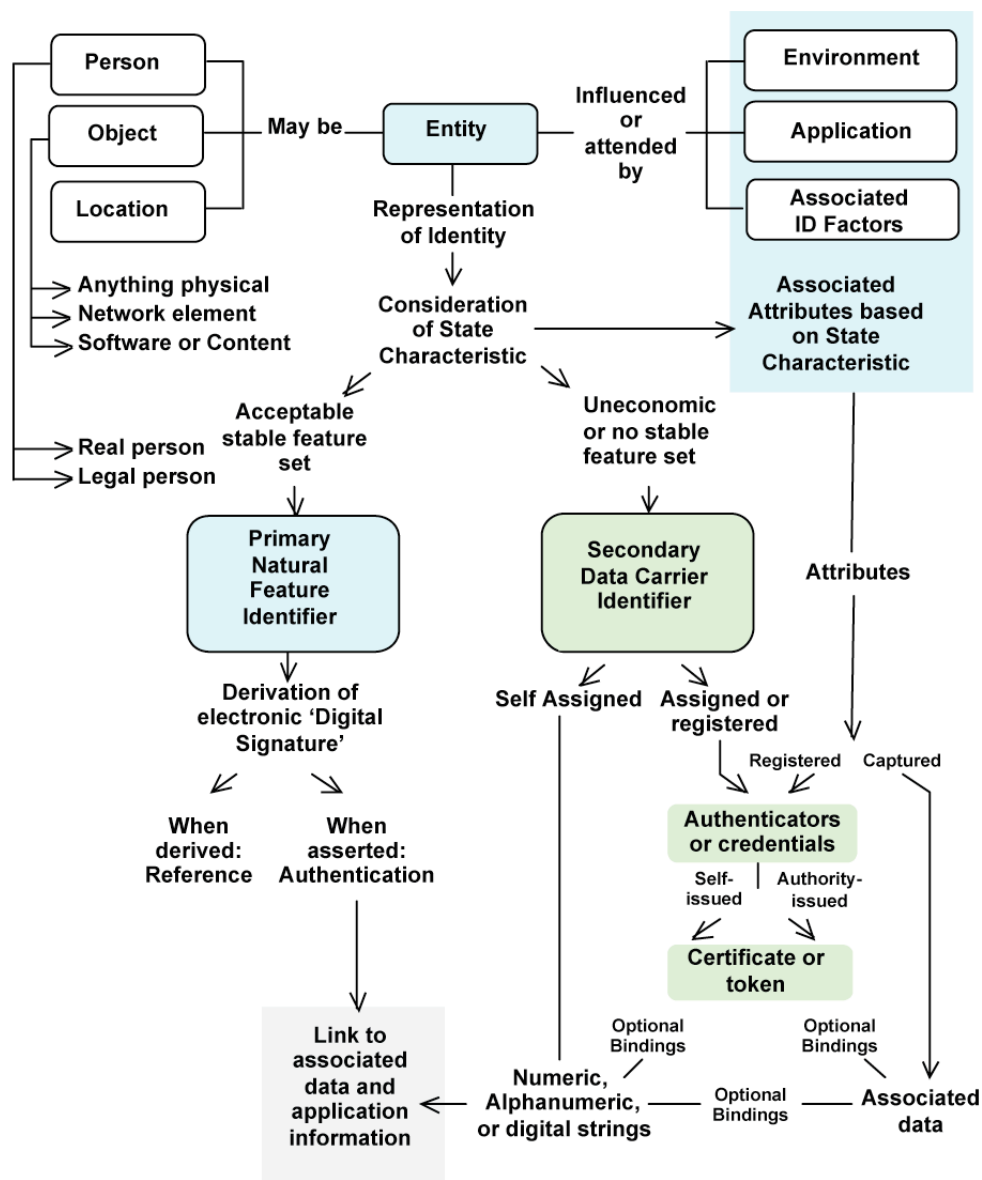 Person
Object
Location
May be
Entity
Influenced
or
attended
by
Environment
Application
Associated
ID Factors
Representation
of Identity
Anything physical
Network element
Software or Content
Consideration
of State
Characteristic
Associated
Attributes based
on State
Characteristic
Real person
Legal person
Acceptable
stable feature
set
Uneconomic
or no stable
feature set
Primary
Natural
Feature
Identifier
Secondary
Data Carrier
Identifier
Attributes
Derivation of
electronic ‘Digital
Signature’
Self Assigned
Assigned or
registered
Registered
Captured
When
derived:
Reference
When
asserted:
Authentication
Authenticators
or credentials
Self-
issued
Authority-
issued
Certificate or
token
Optional
Bindings
Optional
Bindings
Link to
associated
data and
application
information
Numeric,
Alphanumeric,
or digital strings
Optional
Bindings
Associated
data